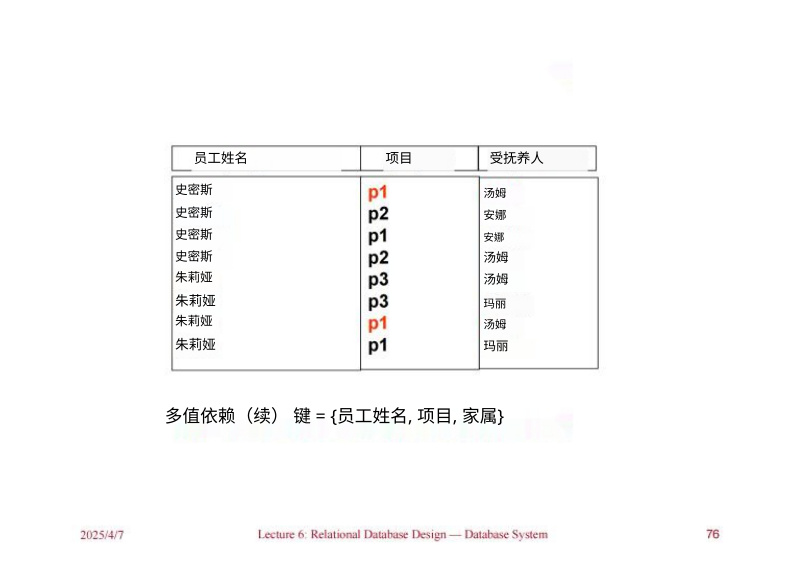 员工姓名 项目 受抚养人
史密斯 p1 汤姆
史密斯 p2 安娜
史密斯 p1 安娜
史密斯 p2 汤姆
朱莉娅 p3 汤姆
朱莉娅 p3 玛丽
朱莉娅 p1 汤姆
朱莉娅 p1 玛丽
多值依赖（续） 键 = {员工姓名, 项目, 家属}
2025/4/7 Lecture 6: Relational Database Design — Database System 76